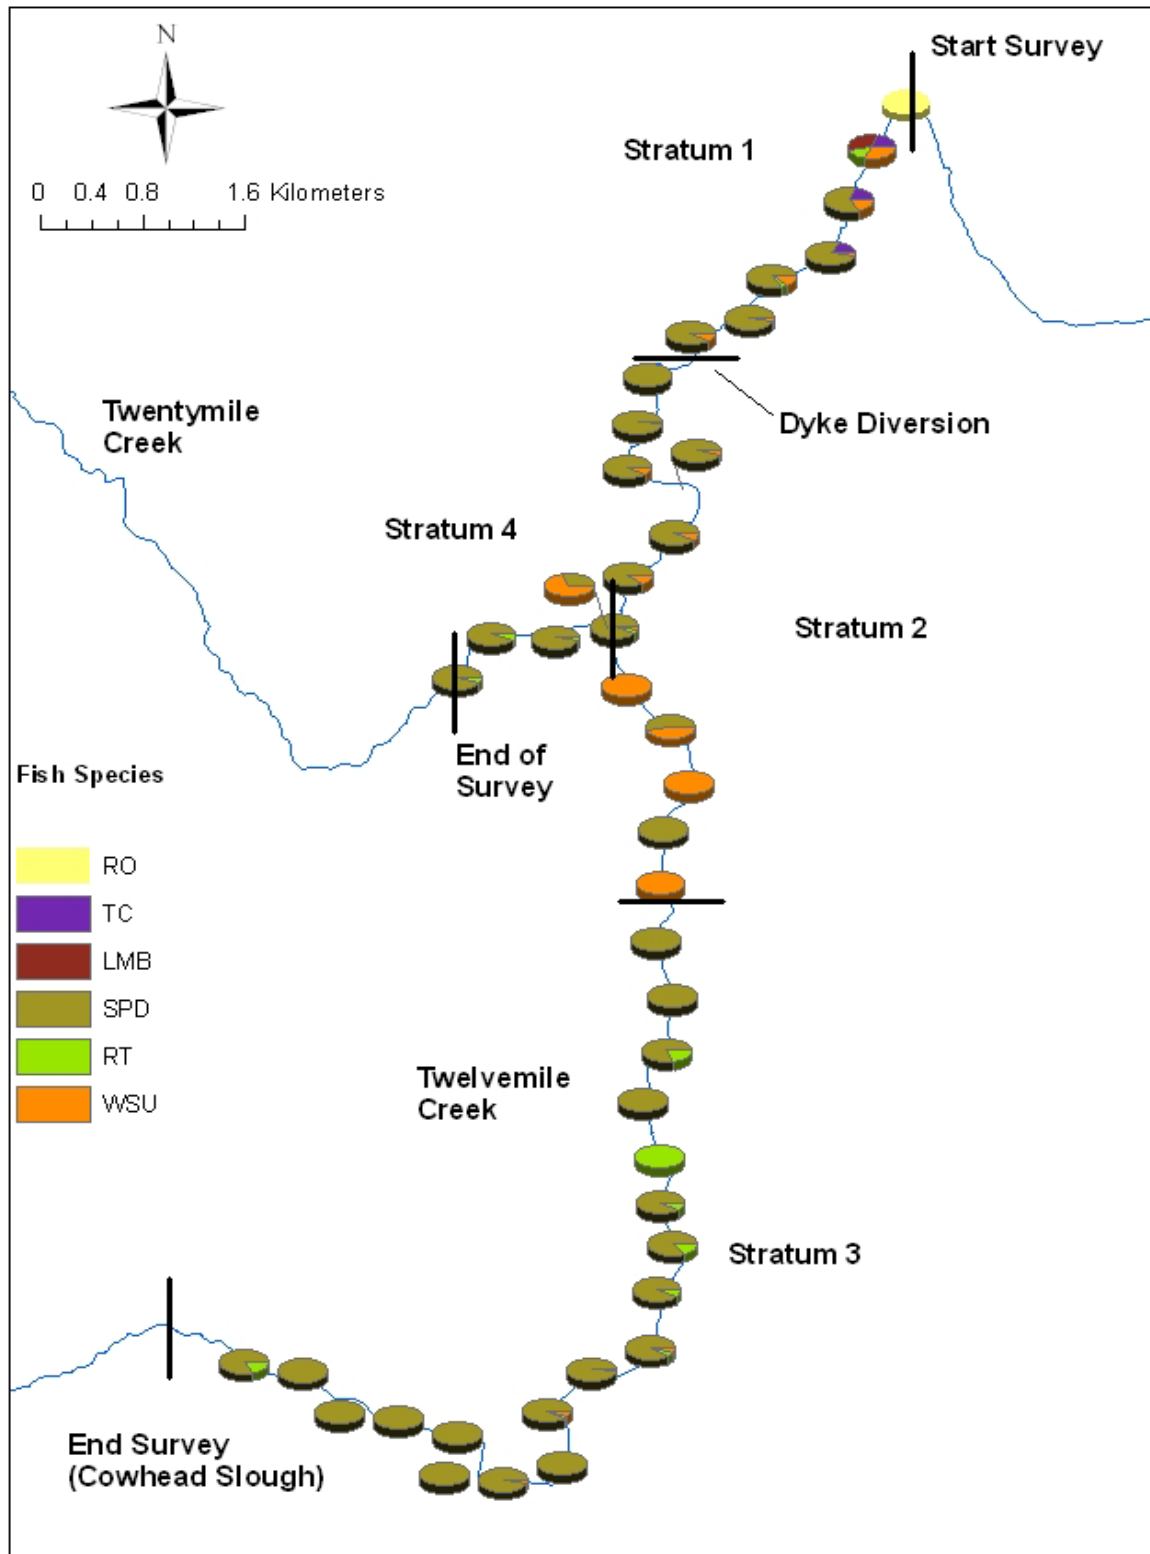 N
Start Survey
Stratum 1
0 0.4 0.8 1.6 Kilometers
Twentymile
Creek
Dyke Diversion
Stratum 4
Stratum 2
End of
Survey
Fish Species
RO
TC
LMB
SPD
RT
WSU
Twelvemile
Creek
Stratum 3
End Survey
(Cowhead Slough)